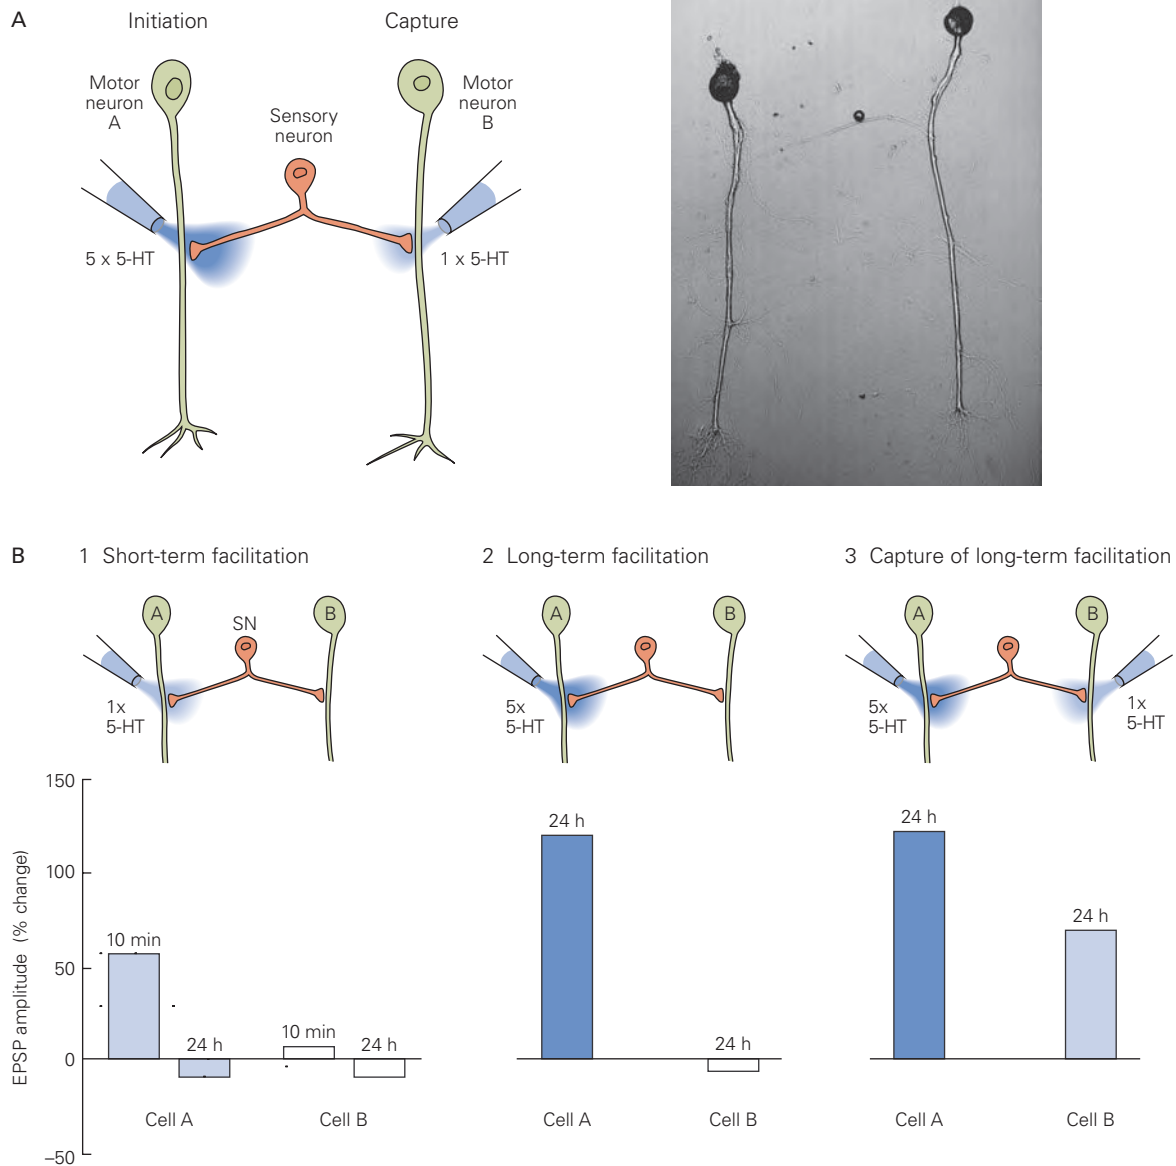 A
Initiation
Capture
Motor
neuron
A
Sensory
neuron
Motor
neuron
B
5 x 5-HT
1 x 5-HT
B
1 Short-term facilitation
2 Long-term facilitation
3 Capture of long-term facilitation
A
SN
B
1x
5-HT
A
B
5x
5-HT
A
B
5x
5-HT
1x
5-HT
EPSP amplitude (% change)
150
100
50
0
–50
10 min
24 h
10 min
24 h
Cell A
Cell B
24 h
24 h
Cell A
Cell B
24 h
24 h
Cell A
Cell B